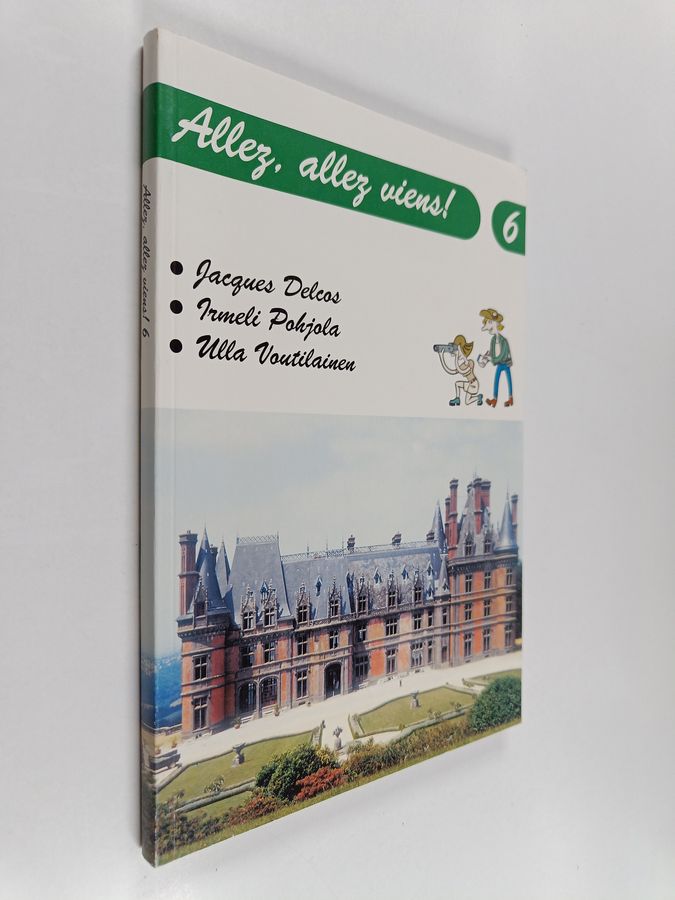 Allez, allez viens!
6
• Jacques Delcos
• Irmeli Pohjola
• Ulla Voutilainen
Allez, allez viens! 6